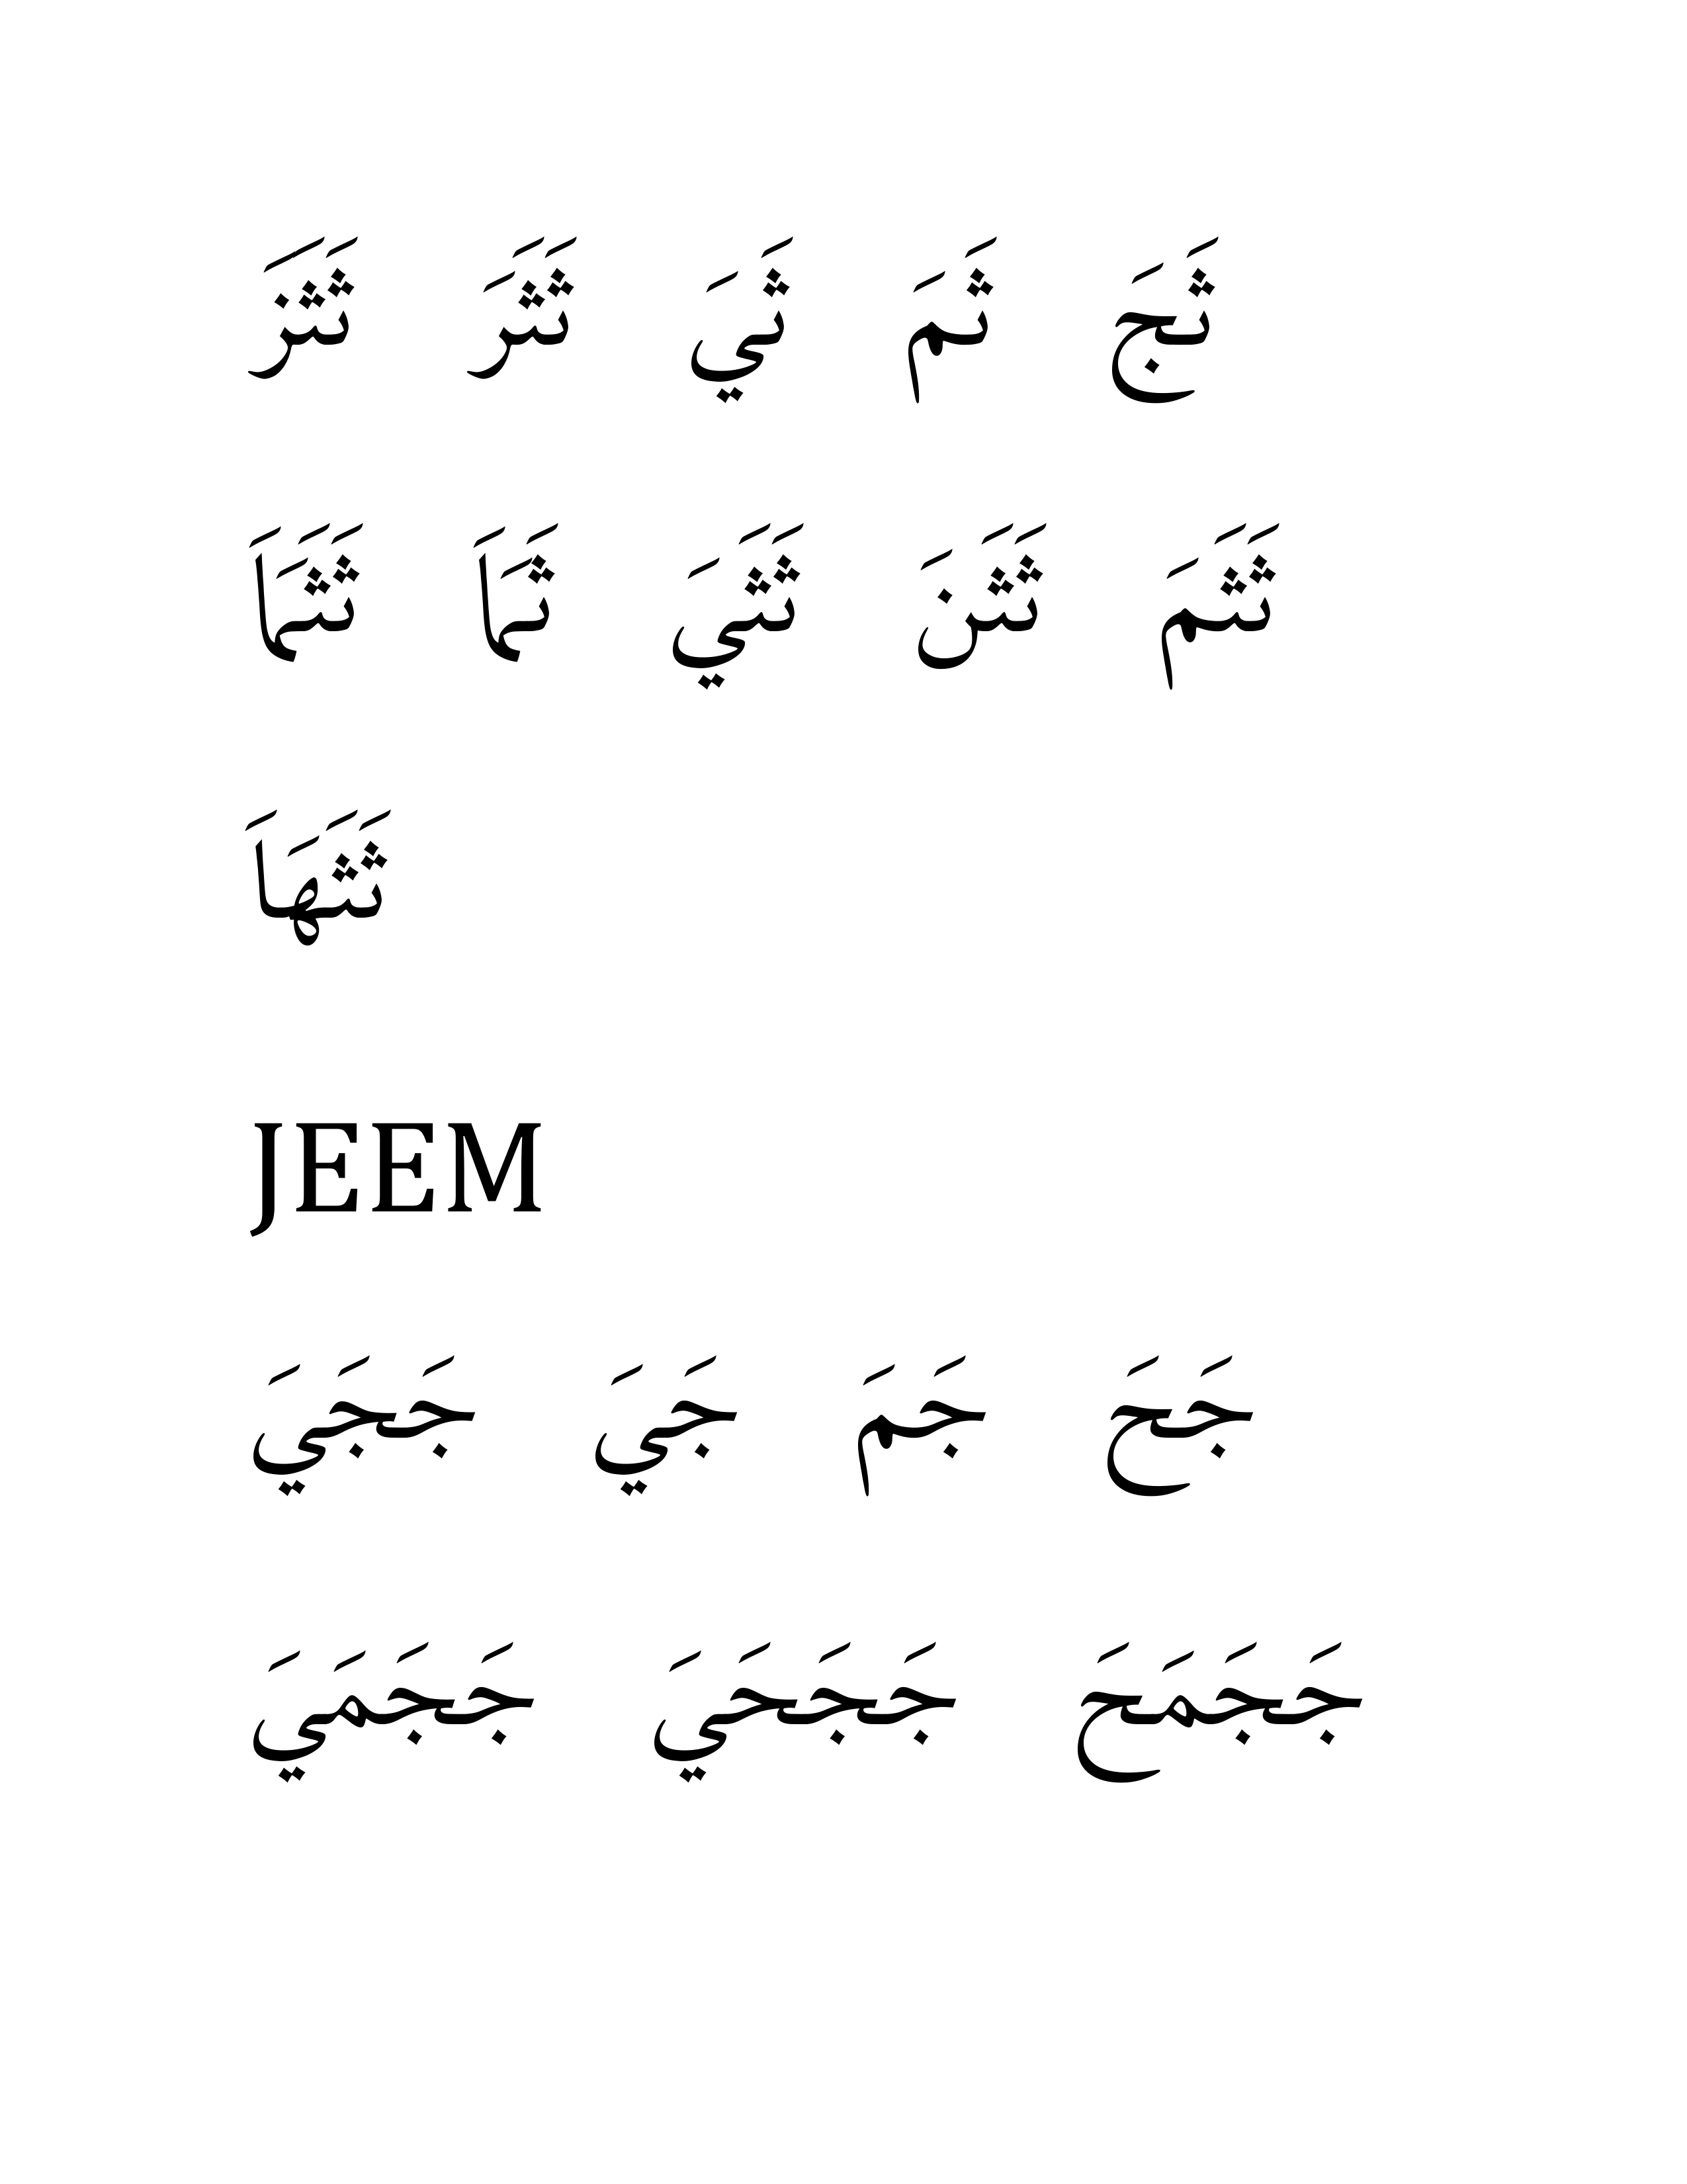 ثَجَ ثَمَ ثَيَ ثَثَرَ ثَثَزَ
ثَثَمَ ثَثَنَ ثَثَيَ ثَمَاَ ثَثَمَاَ
ثَثَهَاَ
JEEM
جَحَ جَمَ جَيَ جَجَيَ
جَجَمَحَ جَجَحَيَ جَجَمَيَ